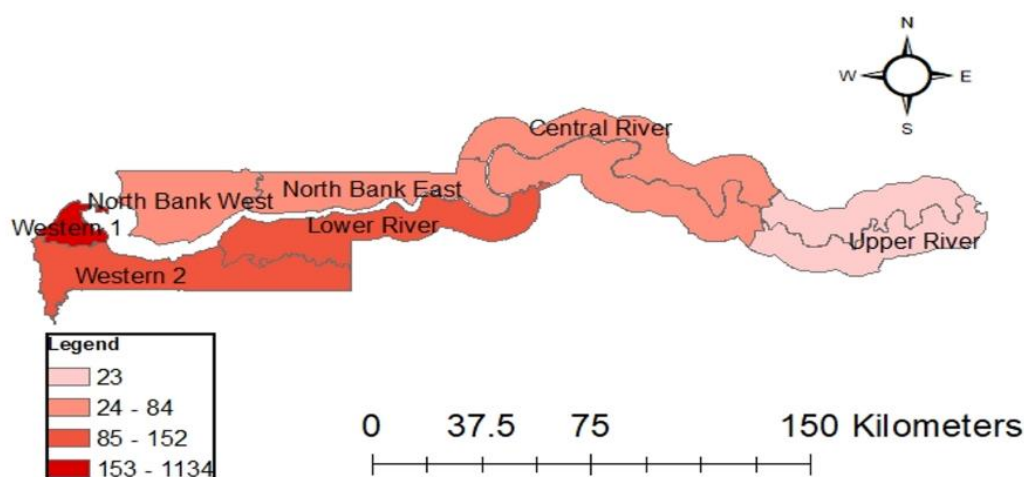 N
W E
S
Central River
North Bank East
North Bank West
Lower River
Western 1
Upper River
Western 2
Legend
23
24 - 84
85 - 152
153 - 1134
0 37.5 75 150 Kilometers